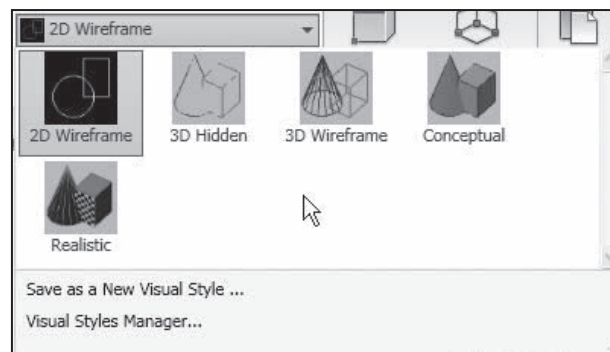 2D Wireframe
2D Wireframe 3D Hidden 3D Wireframe Conceptual
Realistic
Save as a New Visual Style ...
Visual Styles Manager...